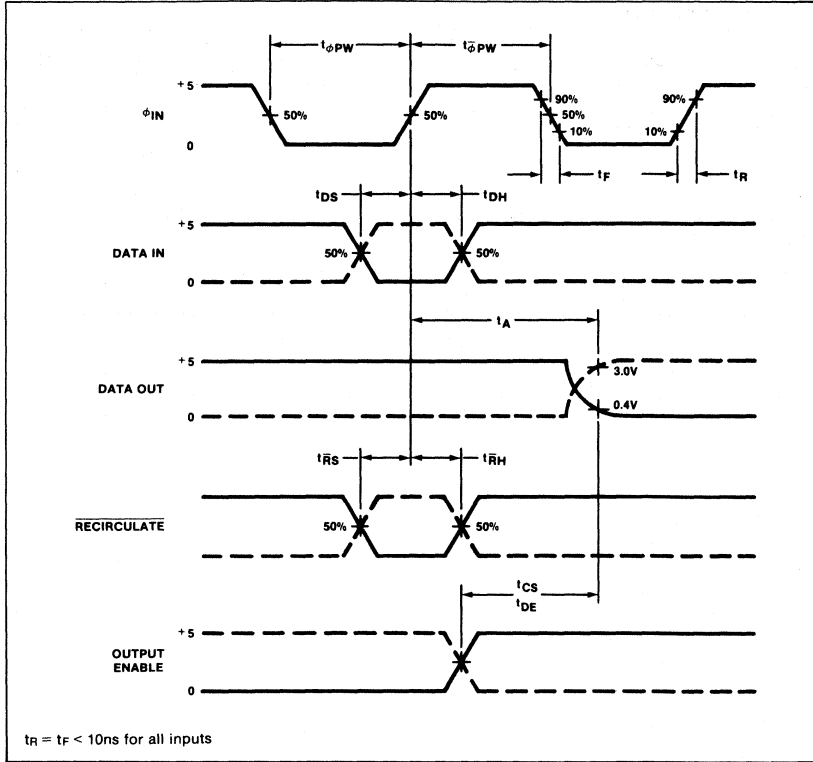 tφPW tφ̅PW
+5
φIN
50% 50% 90% 90%
50%
10% 10%
0
tF tR
tDS tDH
+5
DATA IN
50% 50%
0
tA
+5
3.0V
DATA OUT
0.4V
0
tR̅S tR̅H
RECIRCULATE
50% 50%
tCS
tDE
+5
OUTPUT
ENABLE
0
tR = tF < 10ns for all inputs